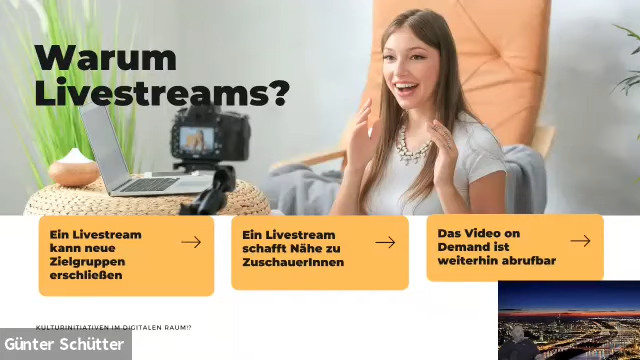 Warum
Livestreams?
Ein Livestream
kann neue
Zielgruppen
erschließen
Ein Livestream
schafft Nähe zu
ZuschauerInnen
Das Video on
Demand ist
weiterhin abrufbar
KULTURINITIATIVEN IM DIGITALEN RAUM!?
Günter Schütter